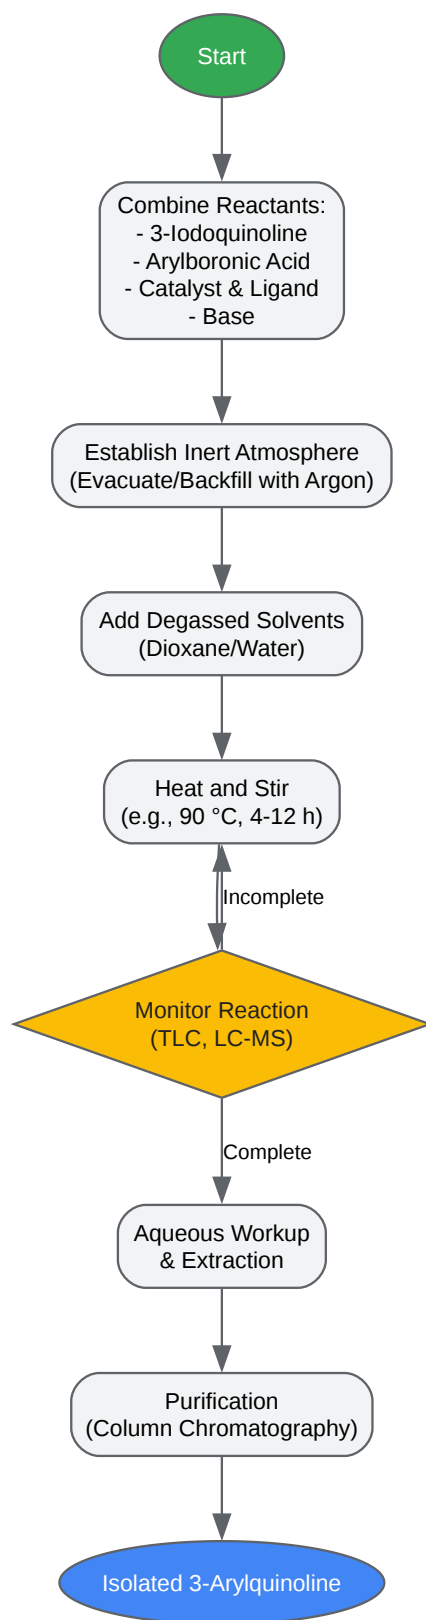 Start
Combine Reactants:
- 3-Iodoquinoline
- Arylboronic Acid
- Catalyst & Ligand
- Base
Establish Inert Atmosphere
(Evacuate/Backfill with Argon)
Add Degassed Solvents
(Dioxane/Water)
Heat and Stir
(e.g., 90 °C, 4-12 h)
Incomplete
Monitor Reaction
(TLC, LC-MS)
Complete
Aqueous Workup
& Extraction
Purification
(Column Chromatography)
Isolated 3-Arylquinoline